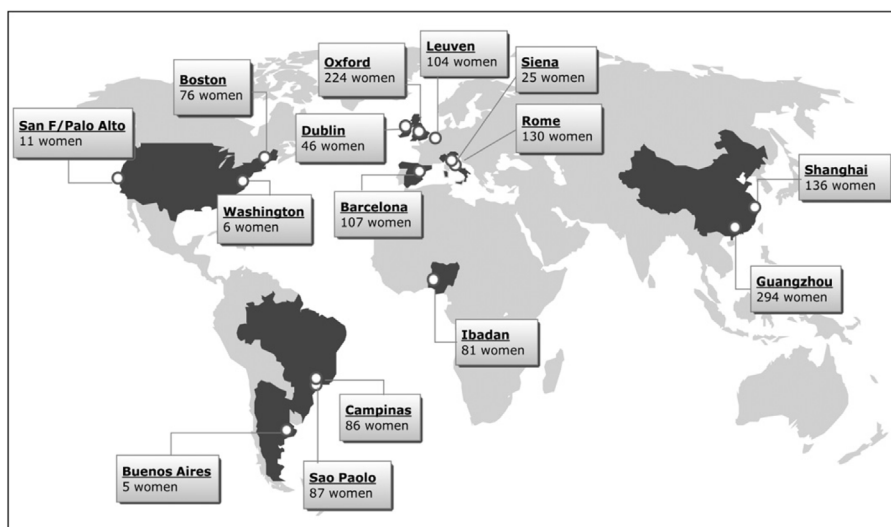 Leuven
104 women
Oxford
224 women
Siena
25 women
Boston
76 women
San F/Palo Alto
11 women
Dublin
46 women
Rome
130 women
Shanghai
136 women
Washington
6 women
Barcelona
107 women
Guangzhou
294 women
Ibadan
81 women
Campinas
86 women
Buenos Aires
5 women
Sao Paolo
87 women